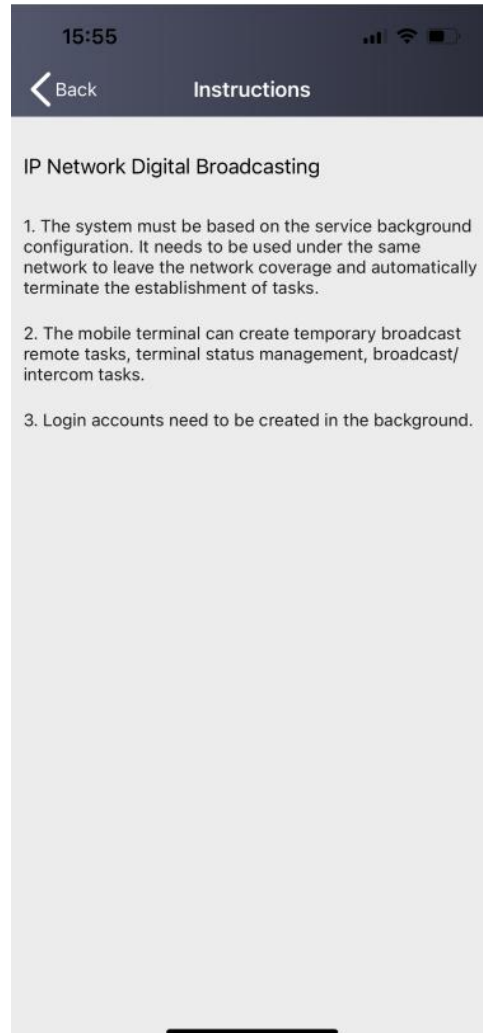 15:55
Back
Instructions
IP Network Digital Broadcasting
1. The system must be based on the service background
configuration. It needs to be used under the same
network to leave the network coverage and automatically
terminate the establishment of tasks.
2. The mobile terminal can create temporary broadcast
remote tasks, terminal status management, broadcast/
intercom tasks.
3. Login accounts need to be created in the background.